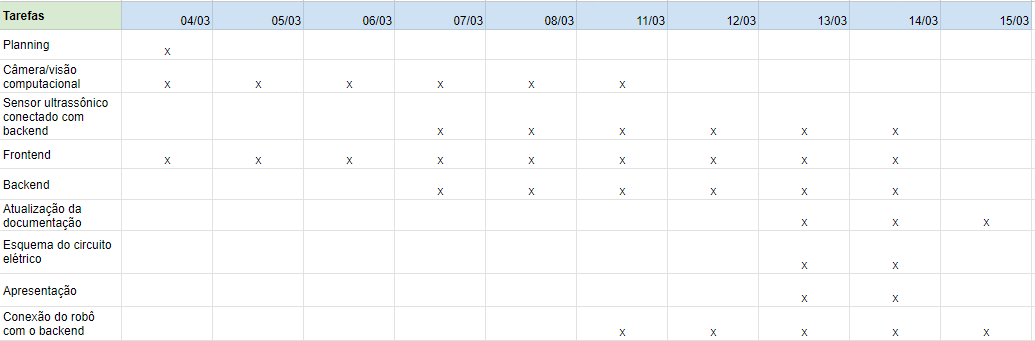 Tarefas 04/03 05/03 06/03 07/03 08/03 11/03 12/03 13/03 14/03 15/03
Planning x
Câmera/visão
computacional x x x x x x
Sensor ultrassônico
conectado com
backend x x x x x x
Frontend x x x x x x x x x
Backend x x x x x x
Atualização da
documentação x x x
Esquema do circuito
elétrico x x
Apresentação x x
Conexão do robô
com o backend x x x x x